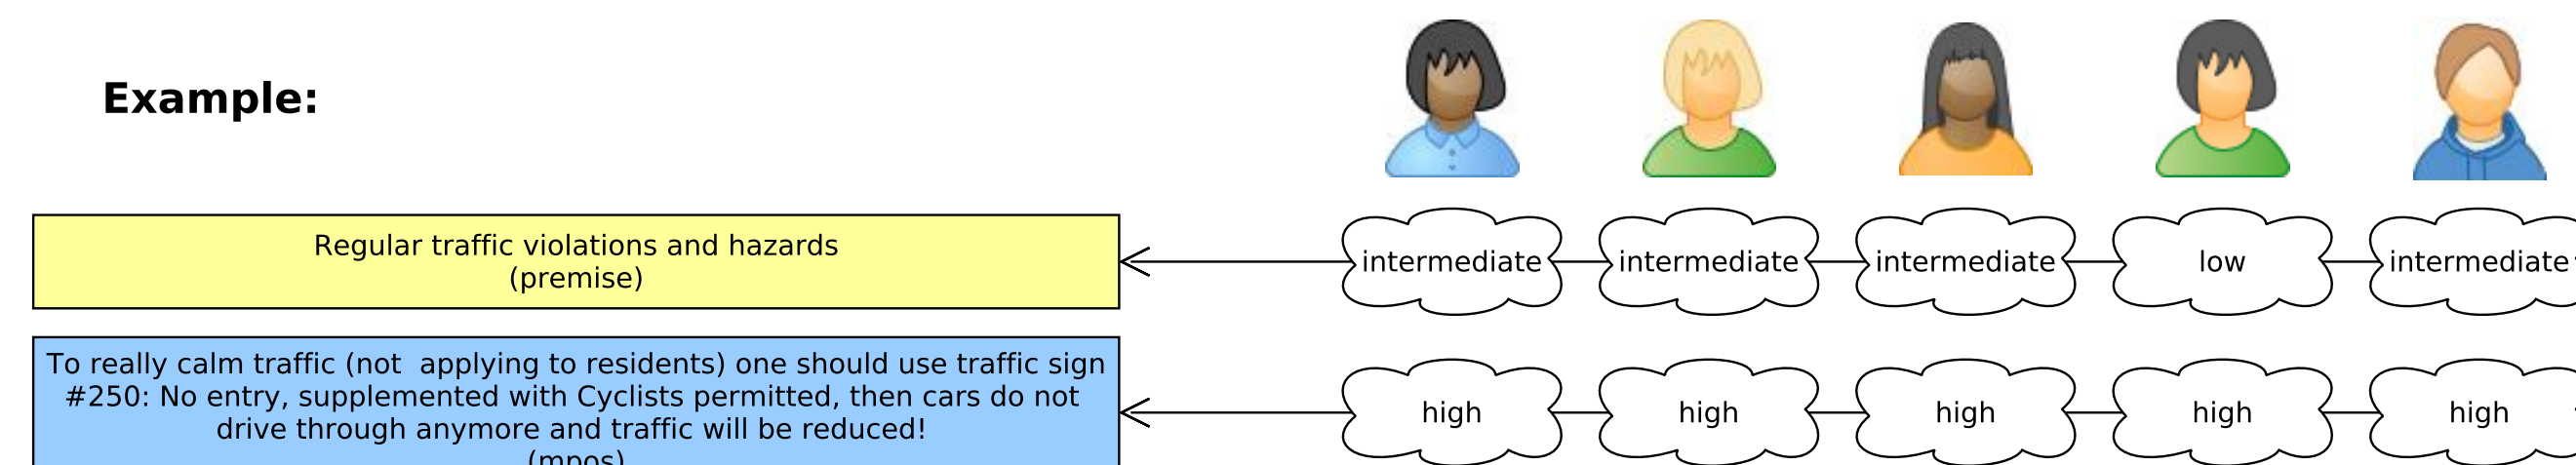 Example:
Regular traffic violations and hazards
(premise)
intermediate intermediate intermediate low intermediate
To really calm traffic (not  applying to residents) one should use traffic sign
#250: No entry, supplemented with Cyclists permitted, then cars do not
drive through anymore and traffic will be reduced!
(mpos)
high high high high high